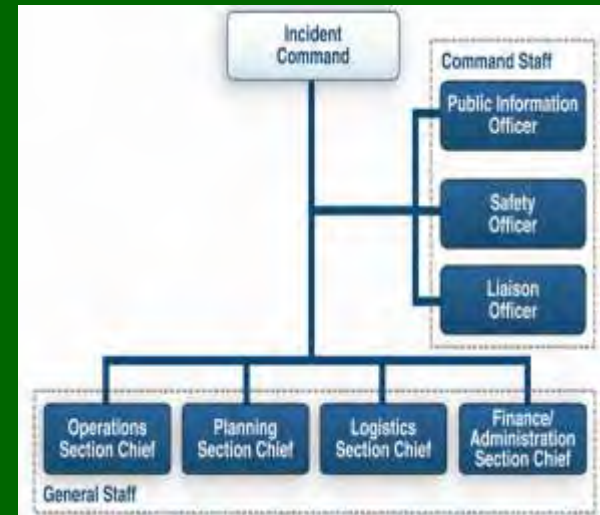 Incident
Command
Command Staff
Public Information
Officer
Safety
Officer
Liaison
Officer
Operations
Section Chief
Planning
Section Chief
Logistics
Section Chief
Finance/
Administration
Section Chief
General Staff